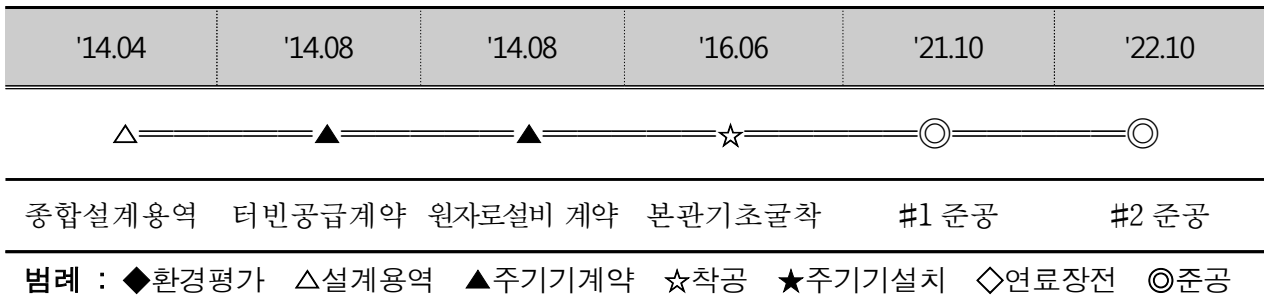 '14.04 '14.08 '14.08 '16.06 '21.10 '22.10
△═══════▲═══════▲═══════☆═══════◎═══════◎
종합설계용역 터빈공급계약 원자로설비 계약 본관기초굴착 #1 준공 #2 준공
범례 : ◆환경평가 △설계용역 ▲주기기계약 ☆착공 ★주기기설치 ◇연료장전 ◎준공